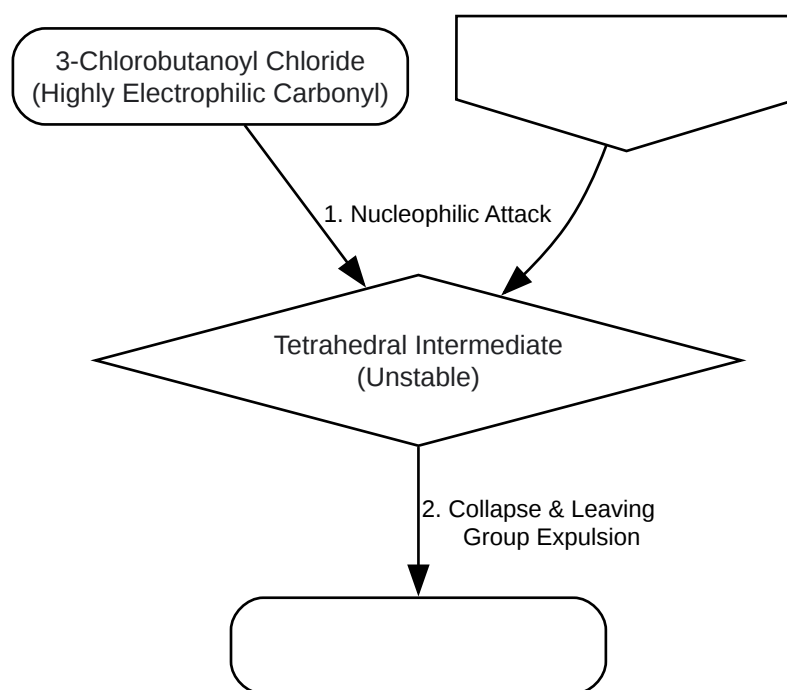 3-Chlorobutanoyl Chloride
(Highly Electrophilic Carbonyl)
1. Nucleophilic Attack
Tetrahedral Intermediate
(Unstable)
2. Collapse & Leaving
Group Expulsion